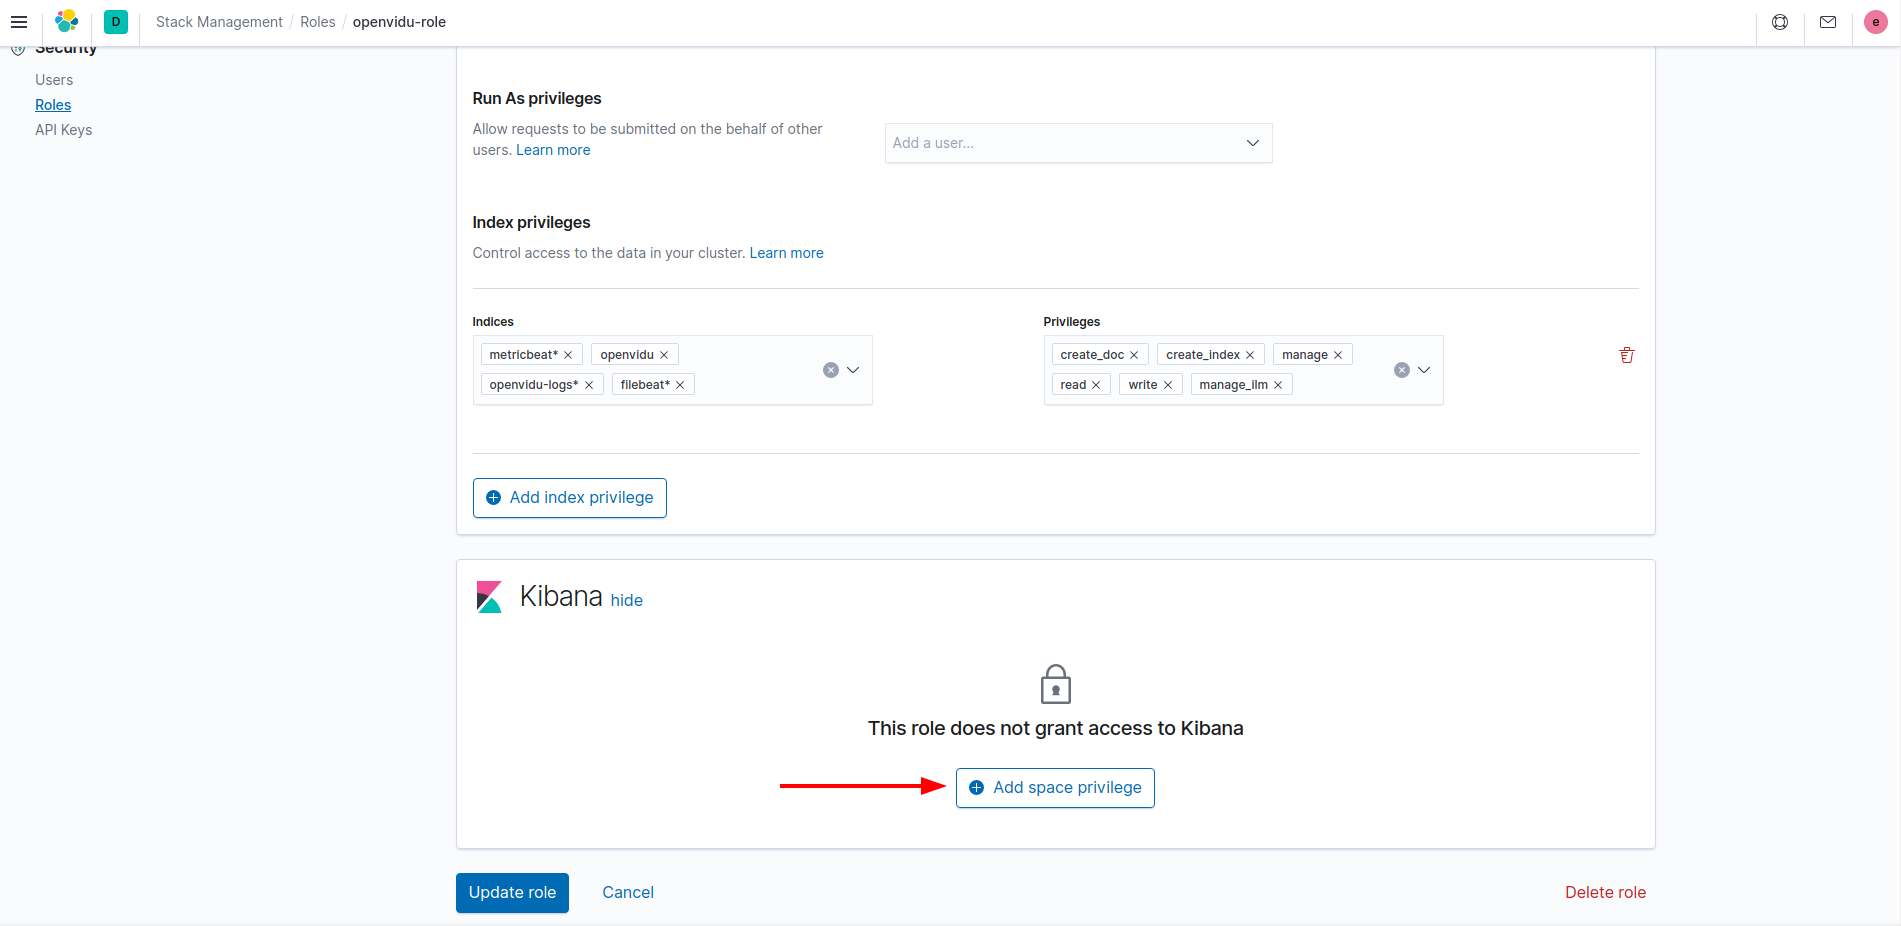 D Stack Management / Roles / openvidu-role e
Security
Users
Roles
API Keys
Run As privileges
Allow requests to be submitted on the behalf of other
users. Learn more
Add a user...
Index privileges
Control access to the data in your cluster. Learn more
Indices
metricbeat* openvidu
openvidu-logs* filebeat*
Privileges
create_doc create_index manage
read write manage_ilm
Add index privilege
Kibana hide
This role does not grant access to Kibana
Add space privilege
Update role Cancel Delete role